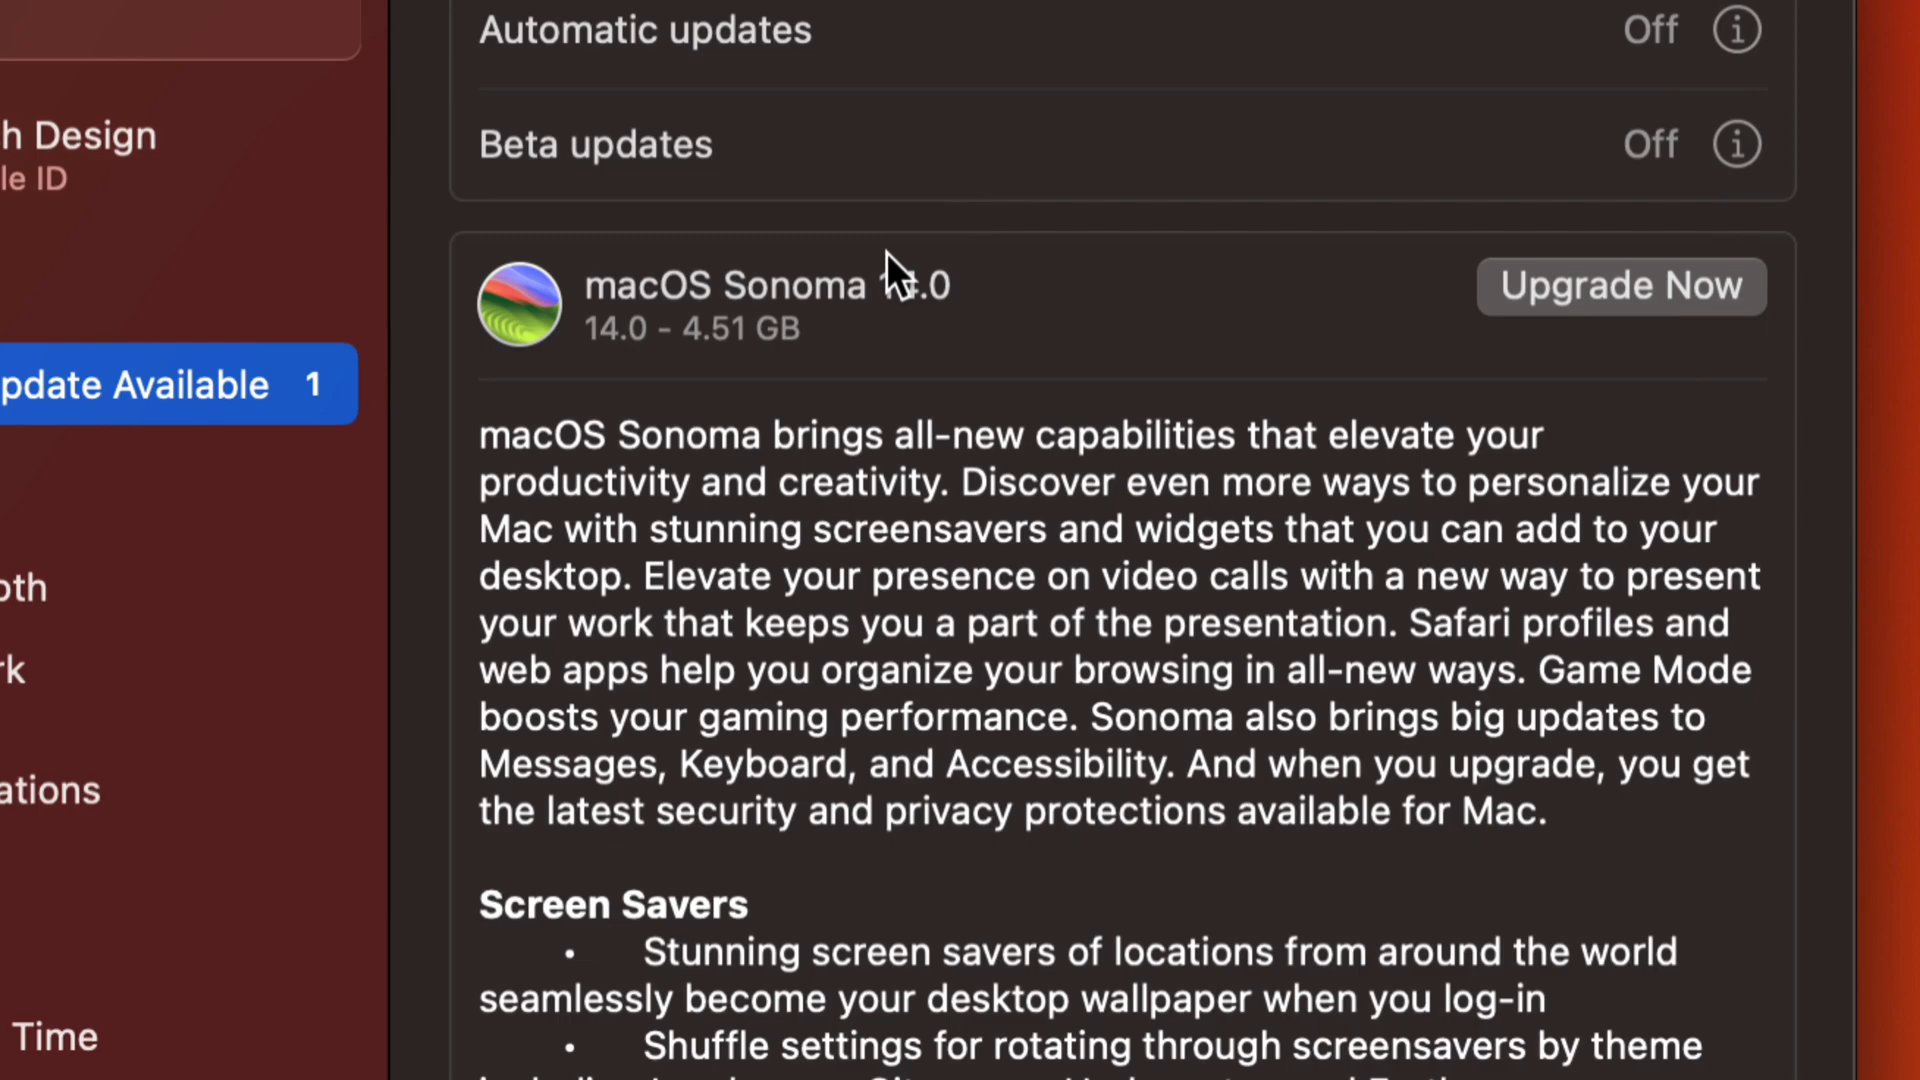 Automatic updates Off
h Design
Beta updates Off
le ID
macOS Sonoma .0 Upgrade Now
14.0 - 4.51 GB
pdate Available 1
macOS Sonoma brings all-new capabilities that elevate your
productivity and creativity. Discover even more ways to personalize your
Mac with stunning screensavers and widgets that you can add to your
desktop. Elevate your presence on video calls with a new way to present
oth
your work that keeps you a part of the presentation. Safari profiles and
web apps help you organize your browsing in all-new ways. Game Mode
rk
boosts your gaming performance. Sonoma also brings big updates to
Messages, Keyboard, and Accessibility. And when you upgrade, you get
ations
the latest security and privacy protections available for Mac.
Screen Savers
• Stunning screen savers of locations from around the world
seamlessly become your desktop wallpaper when you log-in
Time
• Shuffle settings for rotating through screensavers by theme